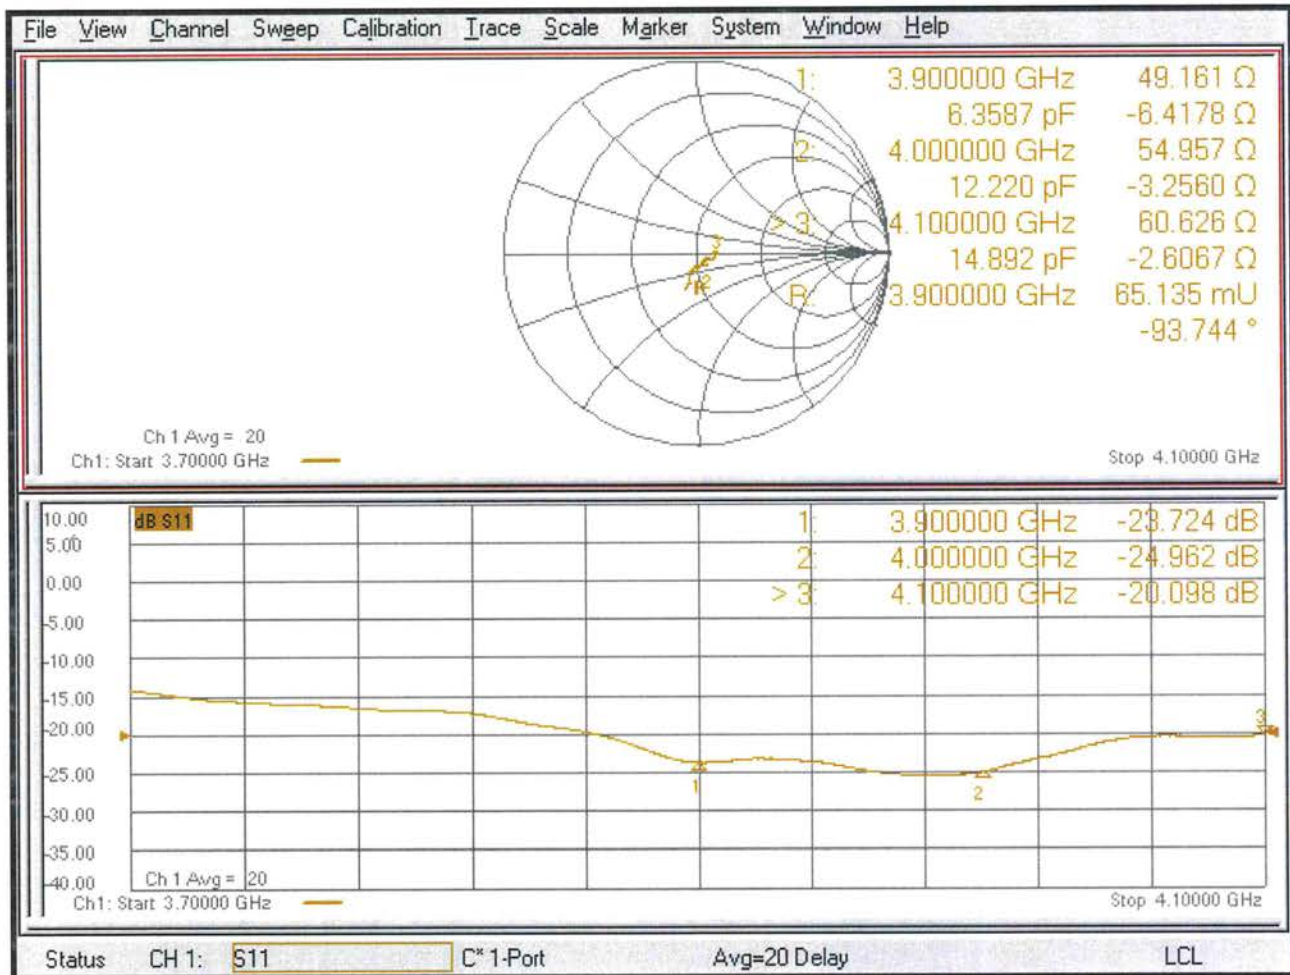 File View Channel Sweep Calibration Trace Scale Marker System Window Help
1: 3.900000 GHz 49.161 Ω
6.3587 pF -6.4178 Ω
2: 4.000000 GHz 54.957 Ω
12.220 pF -3.2560 Ω
> 3: 4.100000 GHz 60.626 Ω
14.892 pF -2.6067 Ω
R: 3.900000 GHz 65.135 mU
-93.744 °
3
2
R
Ch 1 Avg = 20
Ch1: Start 3.70000 GHz Stop 4.10000 GHz
10.00 dB S11 1: 3.900000 GHz -23.724 dB
5.00 2: 4.000000 GHz -24.962 dB
0.00 > 3: 4.100000 GHz -20.098 dB
-5.00
-10.00
-15.00
-20.00 3
-25.00
1 2
-30.00
-35.00
-40.00 Ch 1 Avg = 20
Ch1: Start 3.70000 GHz Stop 4.10000 GHz
Status CH 1: S11 C* 1-Port Avg=20 Delay LCL